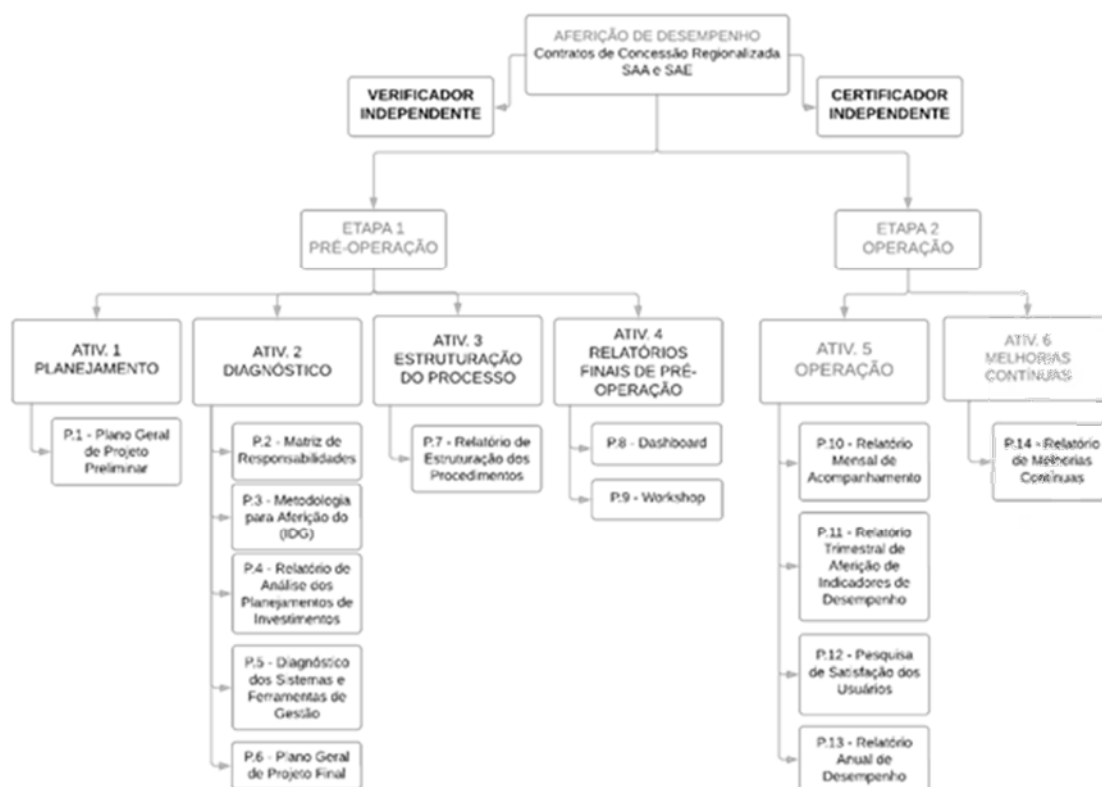 AFERIÇÃO DE DESEMPENHO
Contratos de Concessão Regionalizada
SAA e SAE
VERIFICADOR
INDEPENDENTE
CERTIFICADOR
INDEPENDENTE
ETAPA 1
PRÉ-OPERAÇÃO
ETAPA 2
OPERAÇÃO
ATIV. 1
PLANEJAMENTO
ATIV. 2
DIAGNÓSTICO
ATIV. 3
ESTRUTURAÇÃO
DO PROCESSO
ATIV. 4
RELATÓRIOS
FINAIS DE PRÉ-
OPERAÇÃO
ATIV. 5
OPERAÇÃO
ATIV. 6
MELHORIAS
CONTÍNUAS
P.1 - Plano Geral
de Projeto
Preliminar
P.2 - Matriz de
Responsabilidades
P.3 - Metodologia
para Aferição do
(IDG)
P.4 - Relatório de
Análise dos
Planejamentos de
Investimentos
P.5 - Diagnóstico
dos Sistemas e
Ferramentas de
Gestão
P.6 - Plano Geral
de Projeto Final
P.7 - Relatório de
Estruturação dos
Procedimentos
P.8 - Dashboard
P.9 - Workshop
P.10 - Relatório
Mensal de
Acompanhamento
P.11 - Relatório
Trimestral de
Aferição de
Indicadores de
Desempenho
P.12 - Pesquisa
de Satisfação dos
Usuários
P.13 - Relatório
Anual de
Desempenho
P.14 - Relatório
de Melhorias
Contínuas